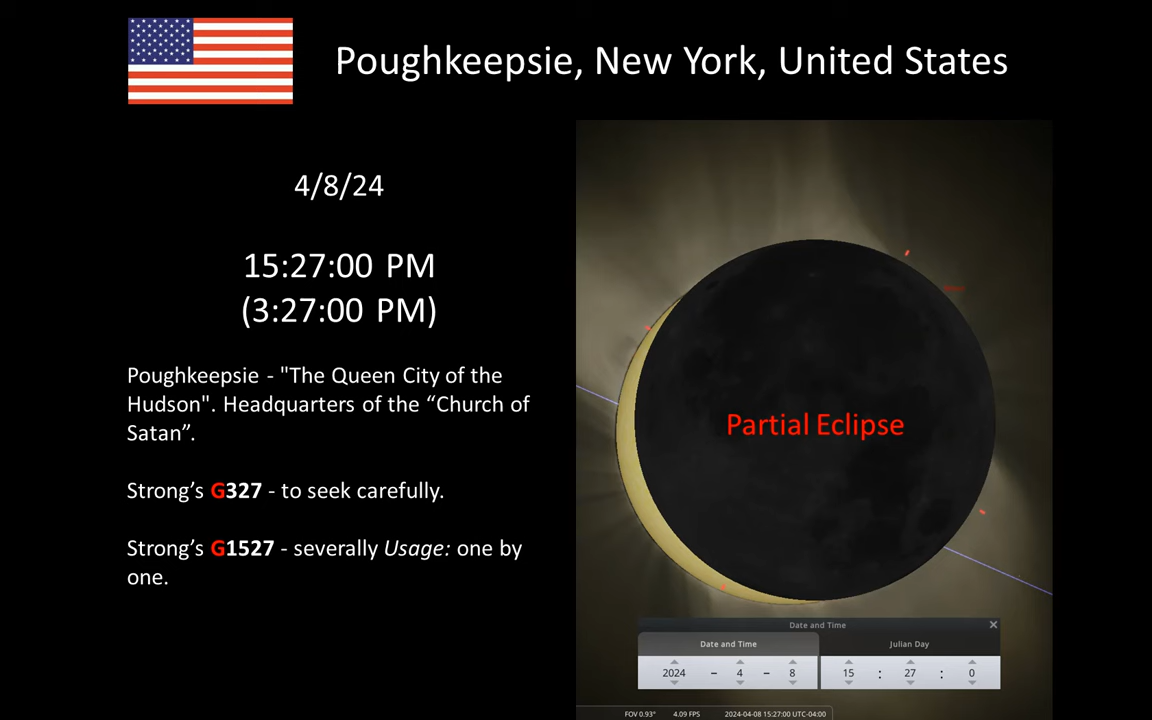 Poughkeepsie, New York, United States
4/8/24
15:27:00 PM
(3:27:00 PM)
Poughkeepsie - "The Queen City of the
Hudson". Headquarters of the “Church of
Satan”.
Strong’s G327 - to seek carefully.
Strong’s G1527 - severally Usage: one by
one.
Partial Eclipse
Date and Time
Date and Time
Julian Day
2024 - 4 - 8 15 : 27 : 0
FOV 0.93° 4.09 FPS 2024-04-08 15:27:00 UTC-04:00